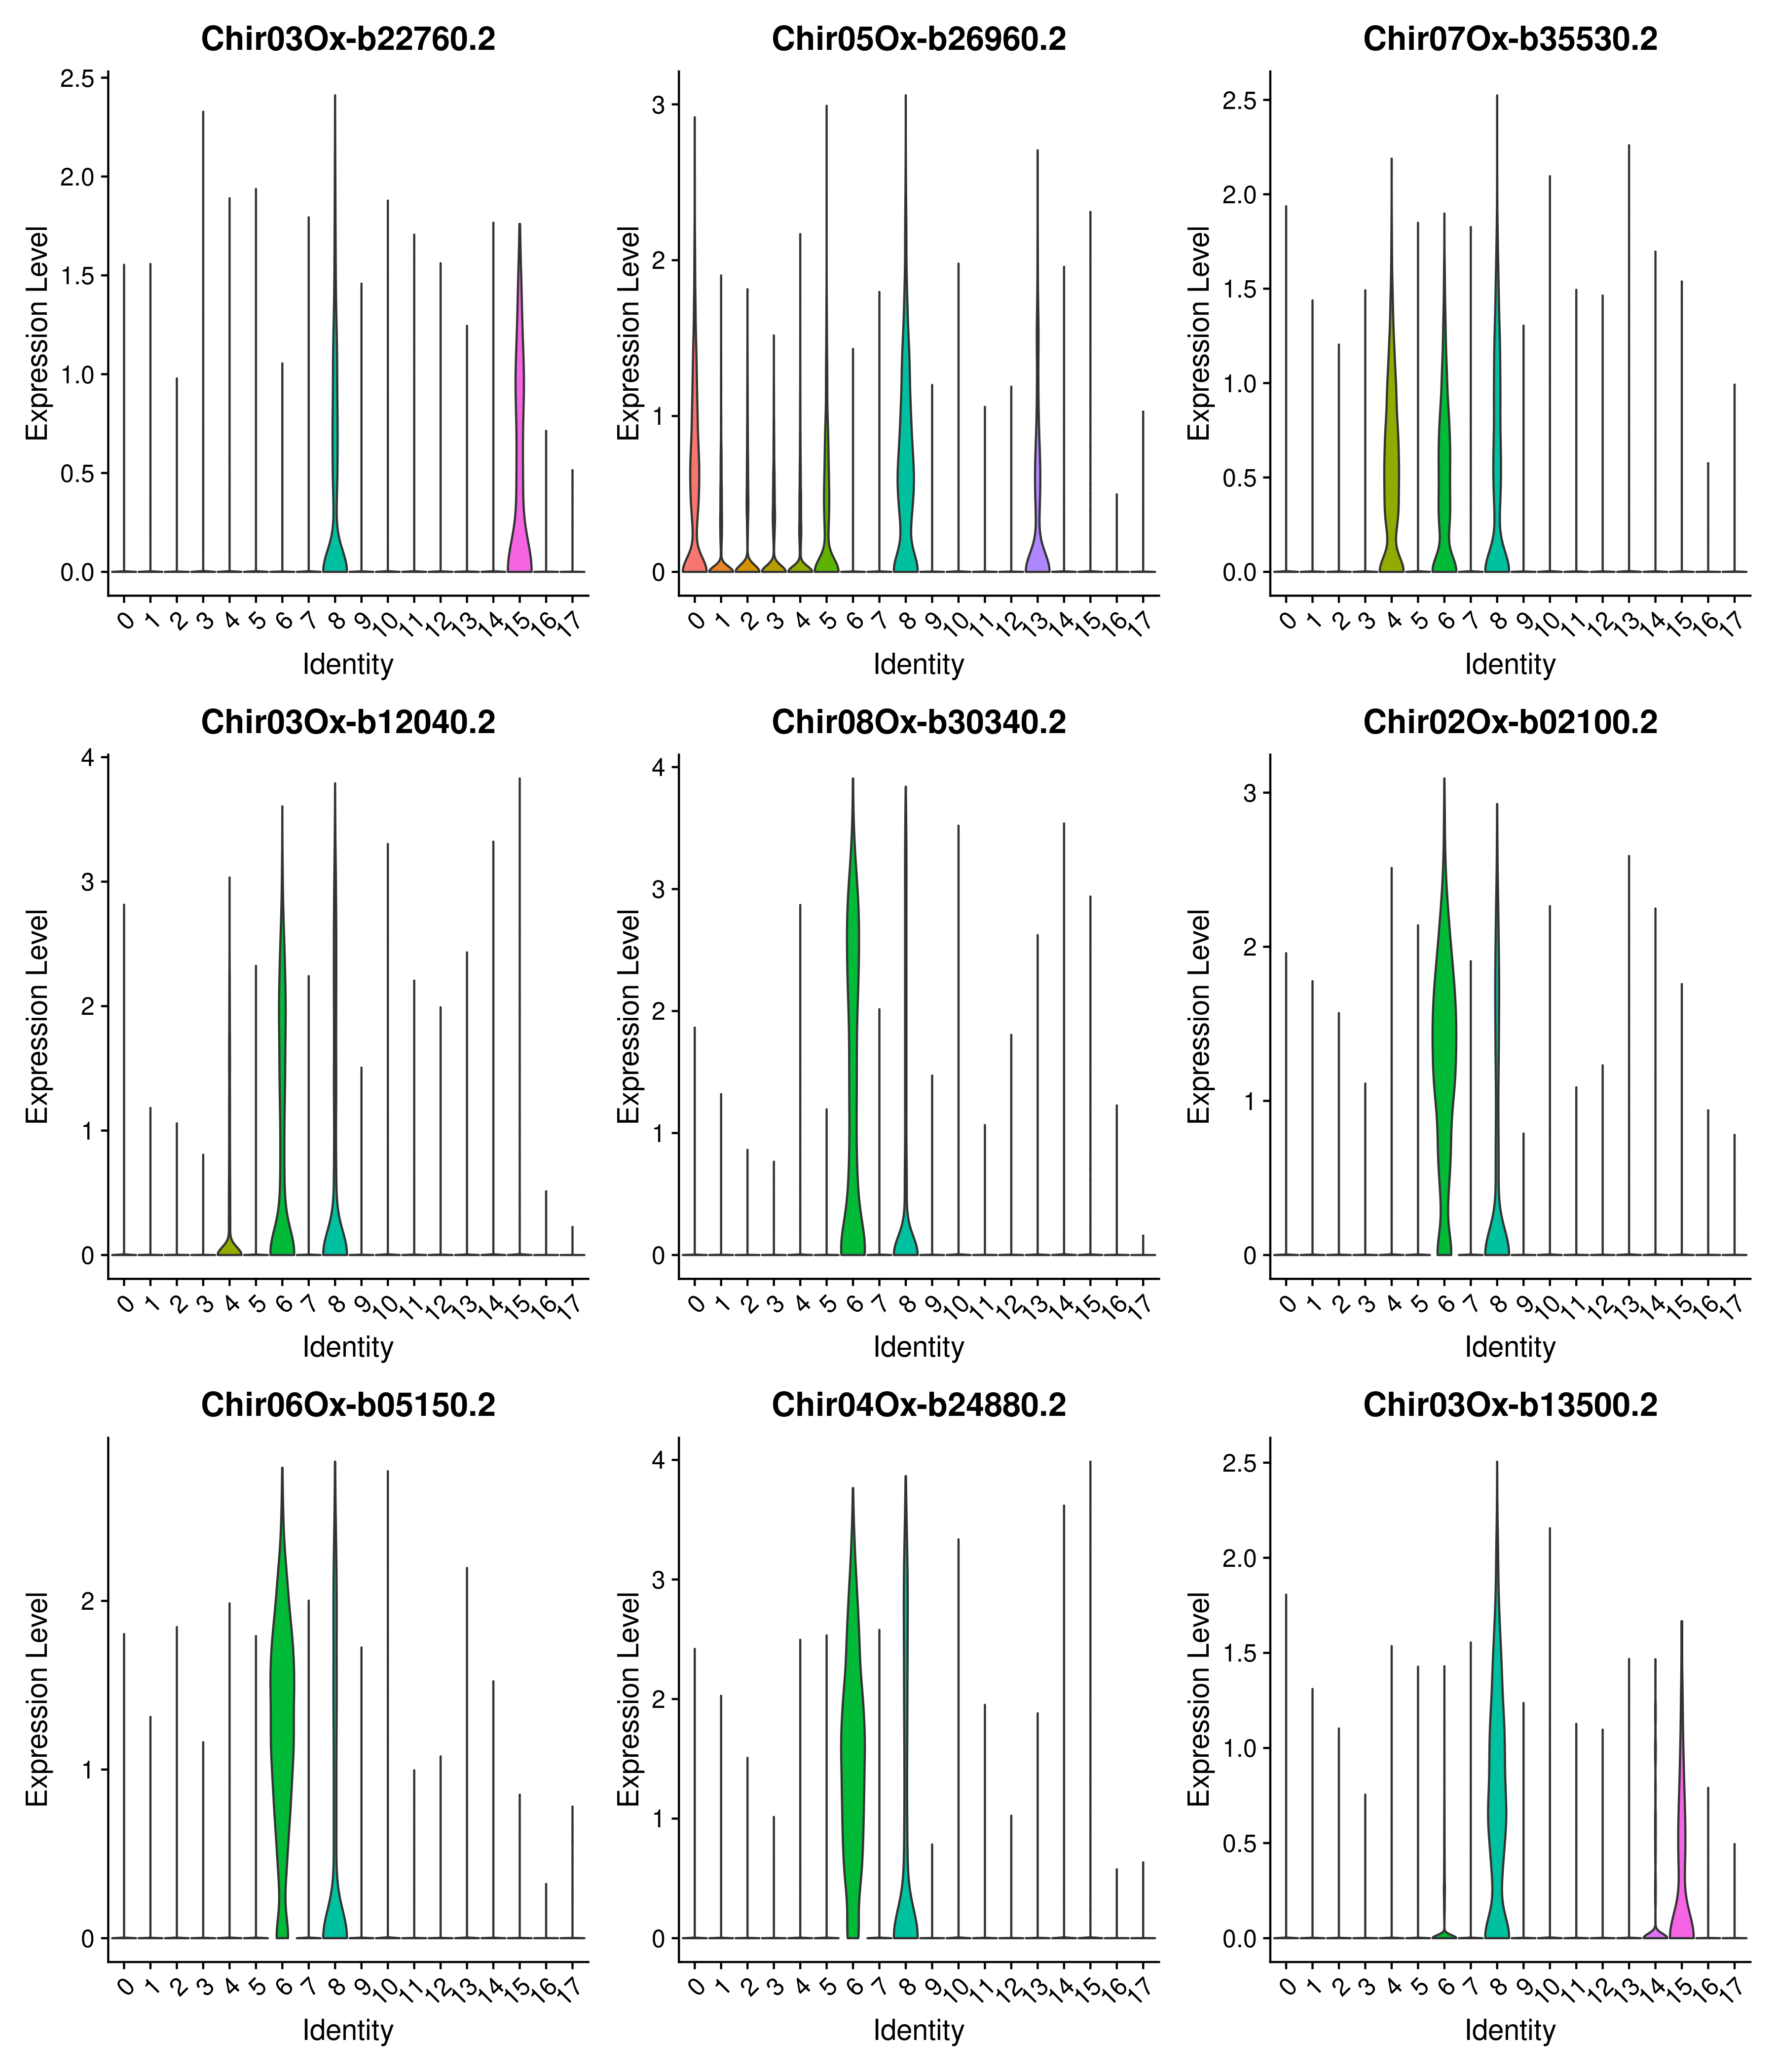 Chir03Ox-b22760.2
Expression Level
2.5
2.0
1.5
1.0
0.5
0.0
0 1 2 3 4 5 6 7 8 9 10 11 12 13 14 15 16 17
Identity
Chir05Ox-b26960.2
Expression Level
3
2
1
0
0 1 2 3 4 5 6 7 8 9 10 11 12 13 14 15 16 17
Identity
Chir07Ox-b35530.2
Expression Level
2.5
2.0
1.5
1.0
0.5
0.0
0 1 2 3 4 5 6 7 8 9 10 11 12 13 14 15 16 17
Identity
Chir03Ox-b12040.2
Expression Level
4
3
2
1
0
0 1 2 3 4 5 6 7 8 9 10 11 12 13 14 15 16 17
Identity
Chir08Ox-b30340.2
Expression Level
4
3
2
1
0
0 1 2 3 4 5 6 7 8 9 10 11 12 13 14 15 16 17
Identity
Chir02Ox-b02100.2
Expression Level
3
2
1
0
0 1 2 3 4 5 6 7 8 9 10 11 12 13 14 15 16 17
Identity
Chir06Ox-b05150.2
Expression Level
2
1
0
0 1 2 3 4 5 6 7 8 9 10 11 12 13 14 15 16 17
Identity
Chir04Ox-b24880.2
Expression Level
4
3
2
1
0
0 1 2 3 4 5 6 7 8 9 10 11 12 13 14 15 16 17
Identity
Chir03Ox-b13500.2
Expression Level
2.5
2.0
1.5
1.0
0.5
0.0
0 1 2 3 4 5 6 7 8 9 10 11 12 13 14 15 16 17
Identity